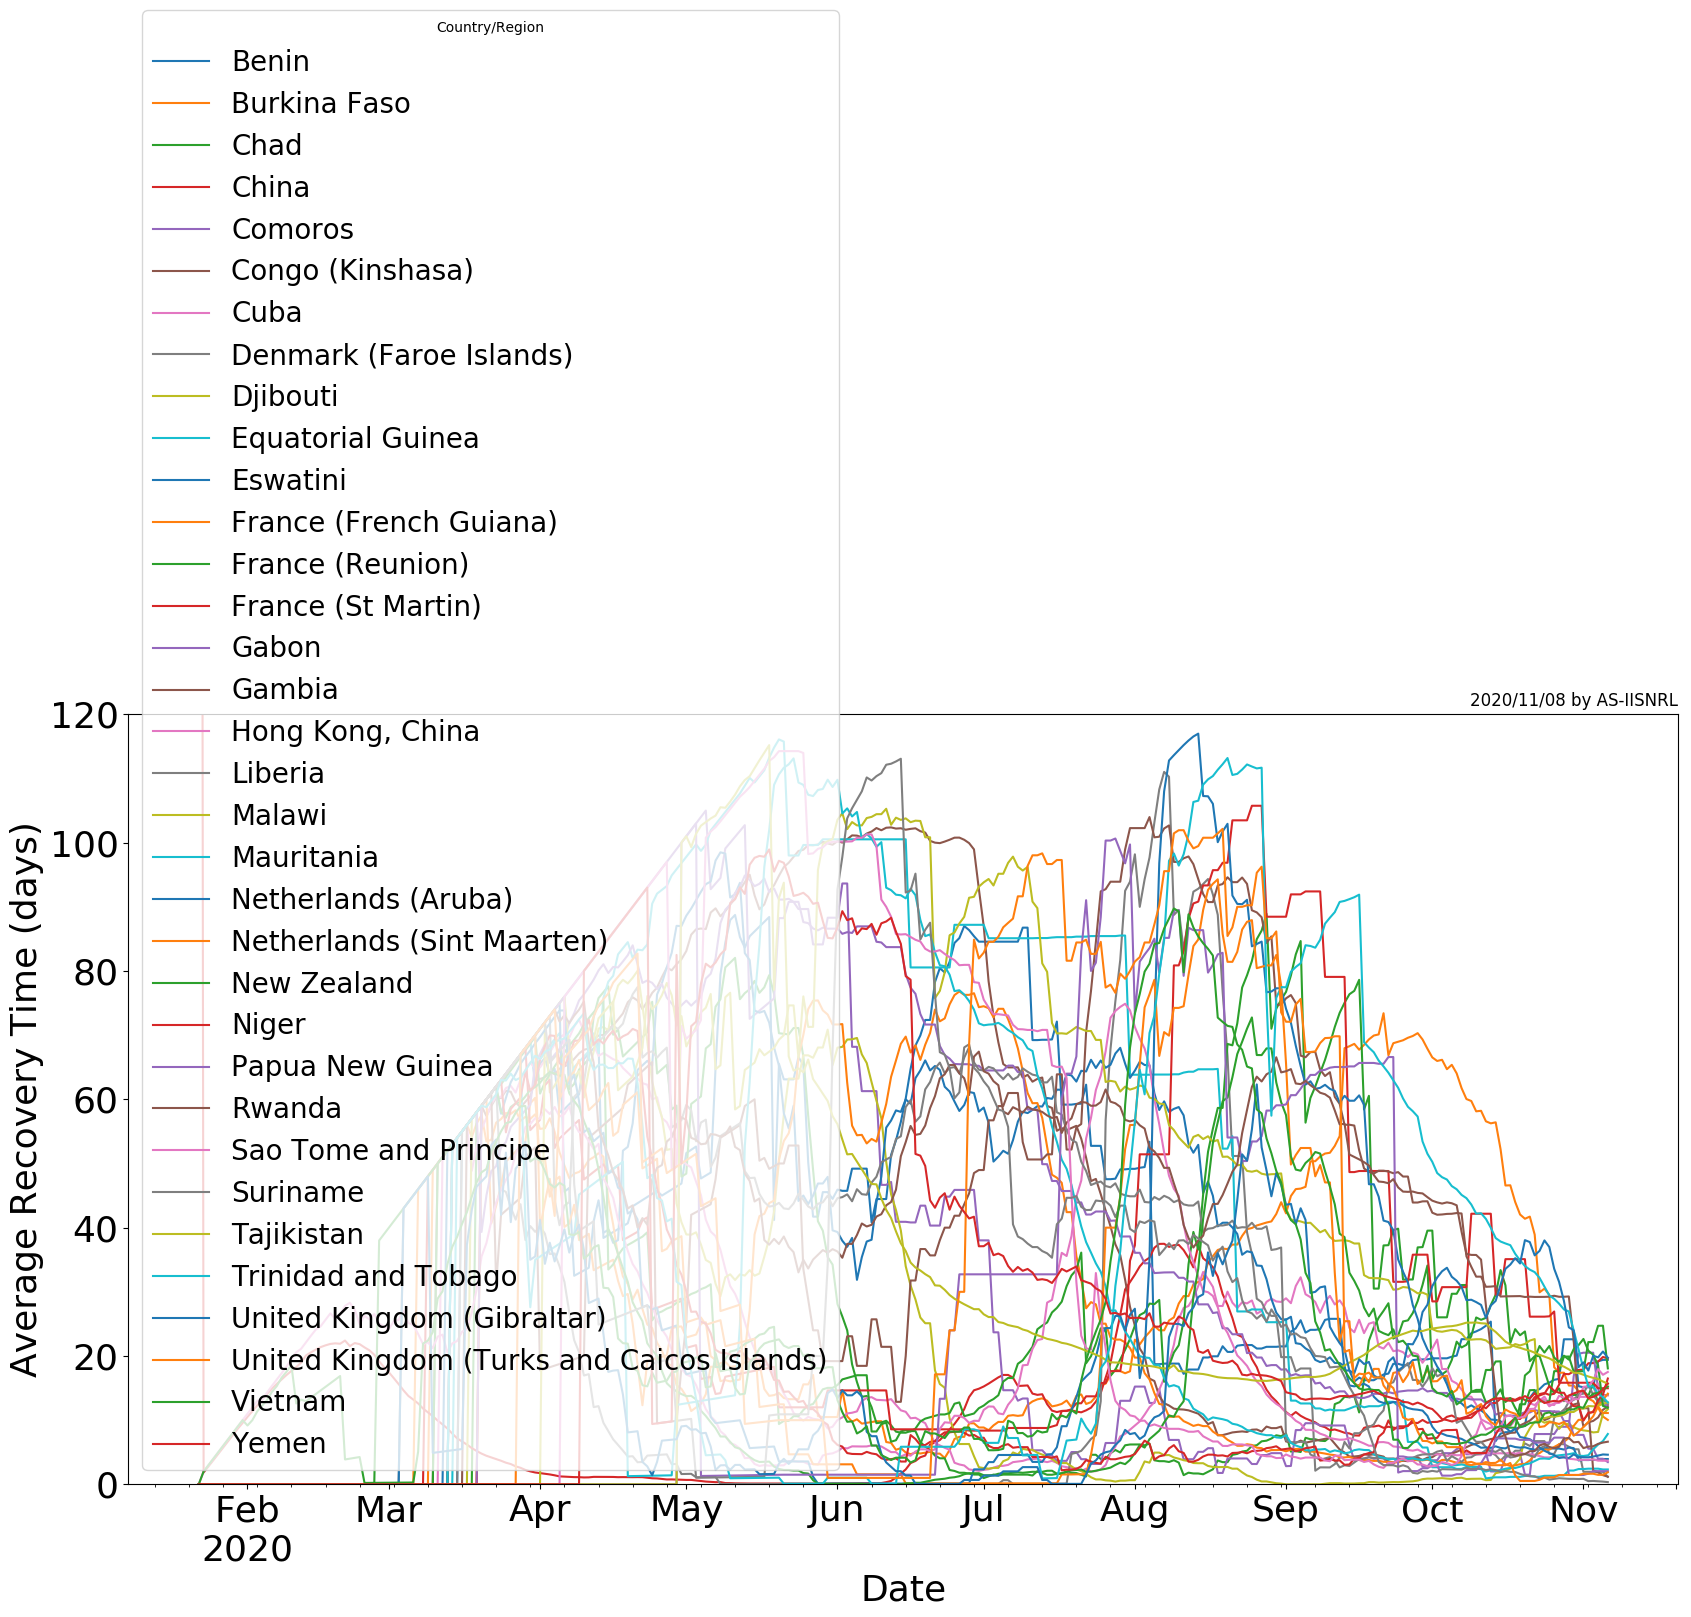 Country/Region
Benin
Burkina Faso
Chad
China
Comoros
Congo (Kinshasa)
Cuba
Denmark (Faroe Islands)
Djibouti
Equatorial Guinea
Eswatini
France (French Guiana)
France (Reunion)
France (St Martin)
Gabon
Gambia
Hong Kong, China
Liberia
Malawi
Mauritania
Netherlands (Aruba)
Netherlands (Sint Maarten)
New Zealand
Niger
Papua New Guinea
Rwanda
Sao Tome and Principe
Suriname
Tajikistan
Trinidad and Tobago
United Kingdom (Gibraltar)
United Kingdom (Turks and Caicos Islands)
Vietnam
Yemen
2020/11/08 by AS-IISNRL
Average Recovery Time (days)
120
100
80
60
40
20
0
Feb Mar Apr May Jun Jul Aug Sep Oct Nov
2020
Date